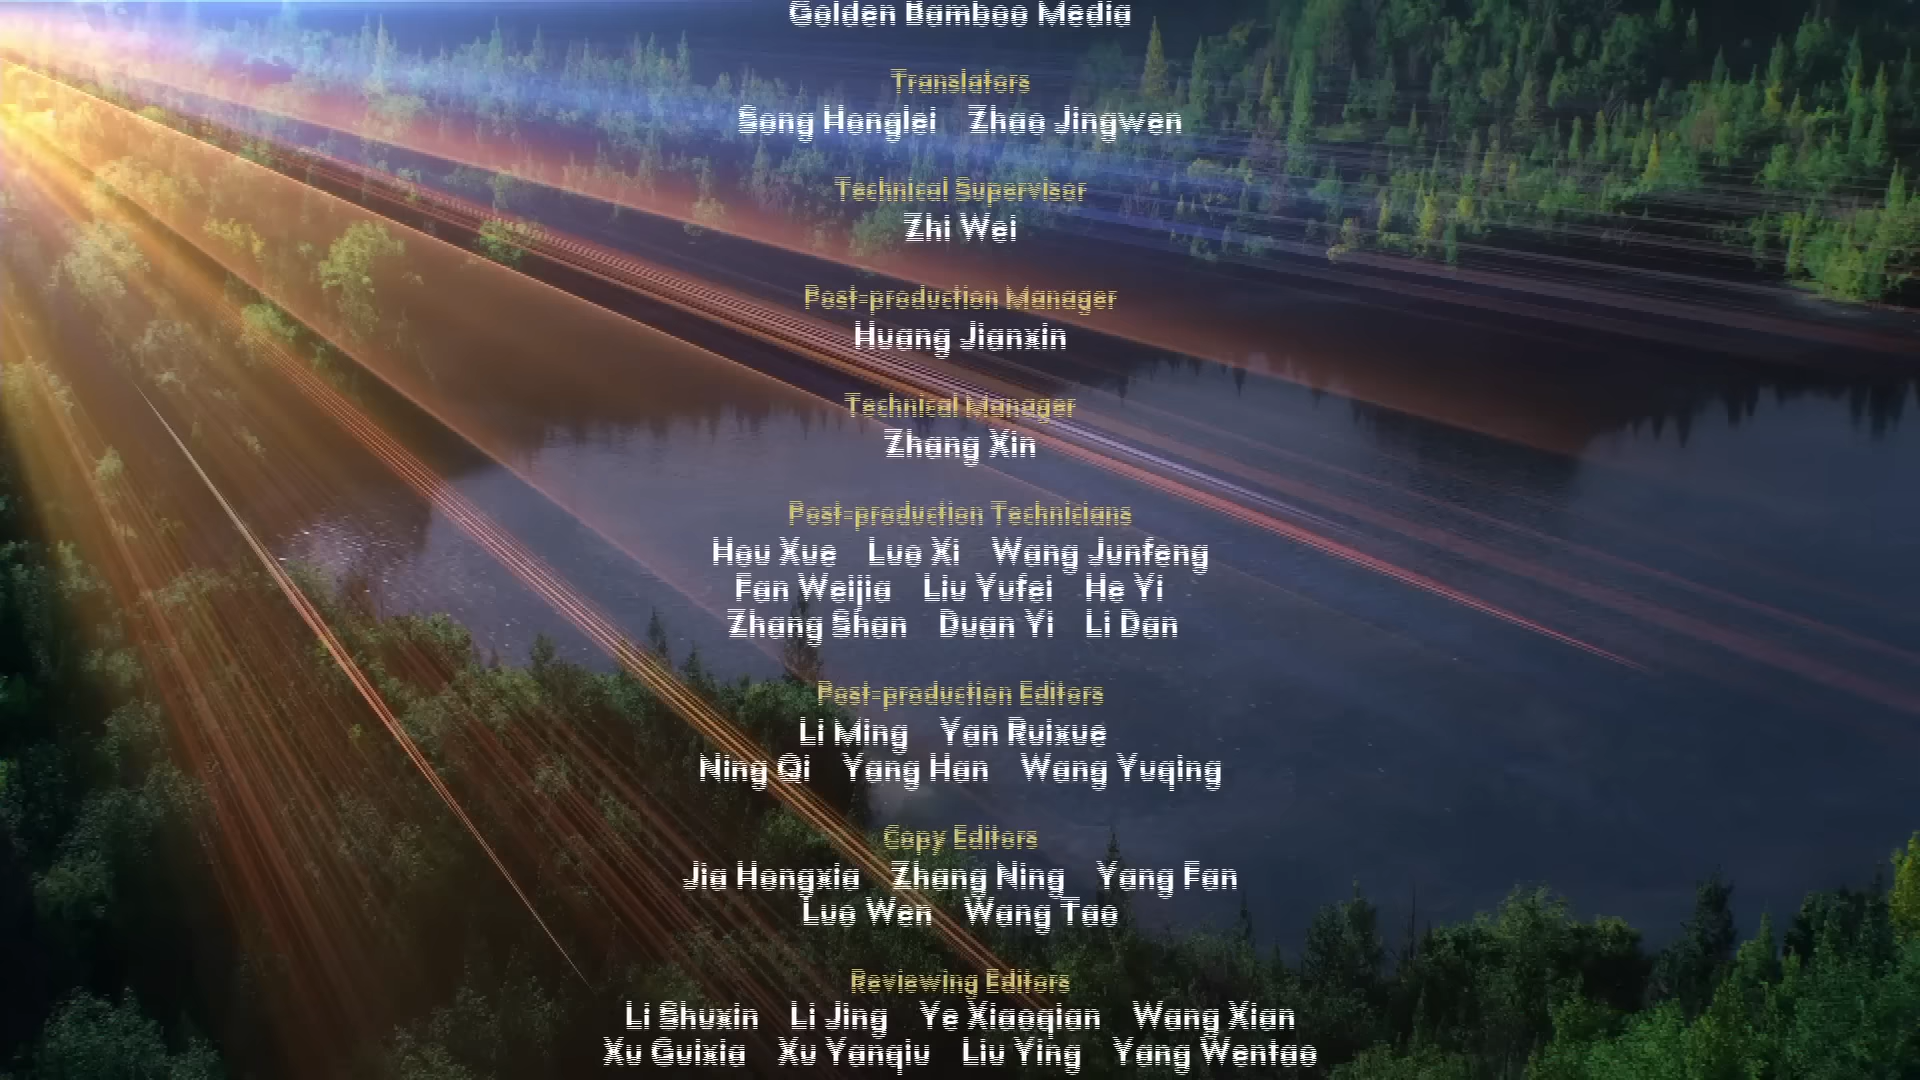 Golden Bamboo Media
Translators
Song Honglei Zhao Jingwen
Technical Supervisor
Zhi Wei
Post-production Manager
Huang Jianxin
Technical Manager
Zhang Xin
Post-production Technicians
Hou Xue Luo Xi Wang Junfeng
Fan Weijia Liu Yufei He Yi
Zhang Shan Duan Yi Li Dan
Post-production Editors
Li Ming Yan Ruixue
Ning Qi Yang Han Wang Yuqing
Copy Editors
Jia Hongxia Zhang Ning Yang Fan
Luo Wen Wang Tao
Reviewing Editors
Li Shuxin Li Jing Ye Xiaoqian Wang Xian
Xu Guixia Xu Yanqiu Liu Ying Yang Wentao